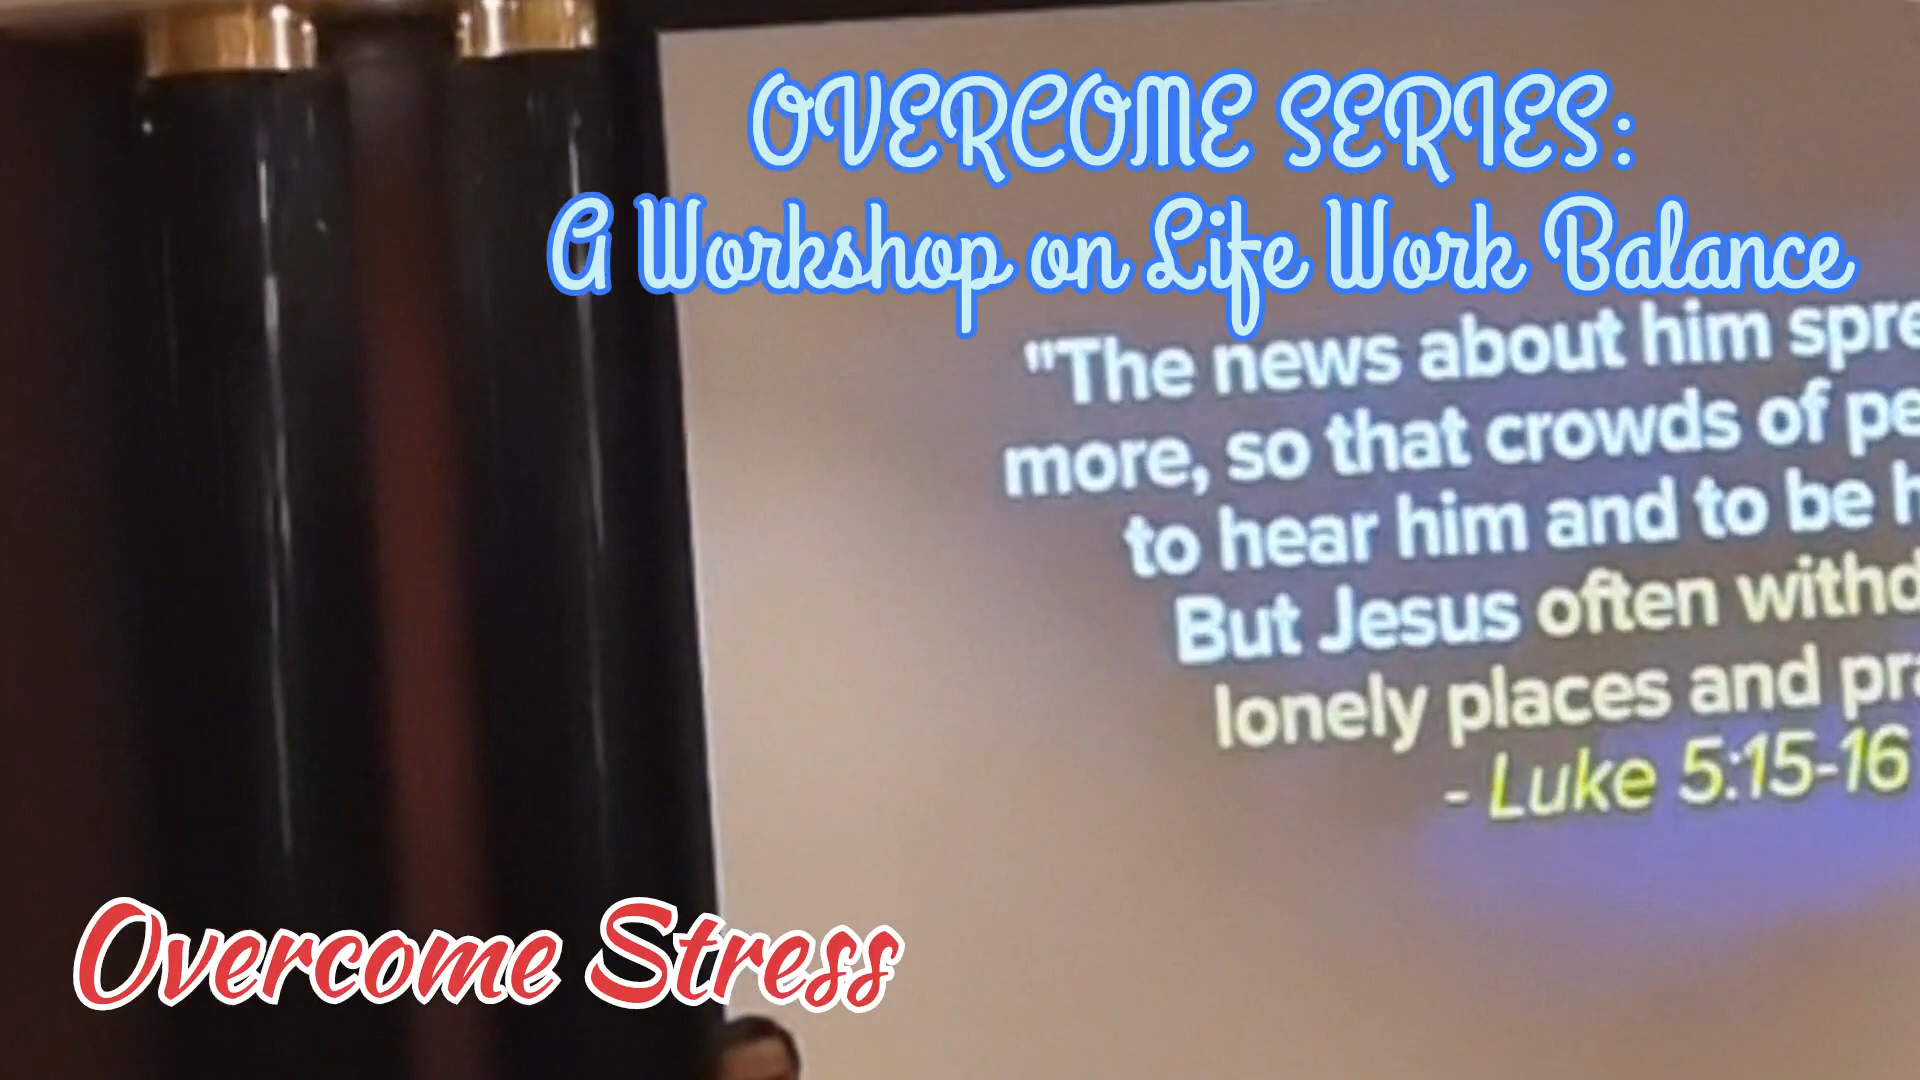 OVERCOME SERIES:
A Workshop on Life Work Balance
"The news about him
more, so that crowds of
to hear him and to be
But Jesus often
lonely places and
- Luke 5:15-16
Overcome Stress